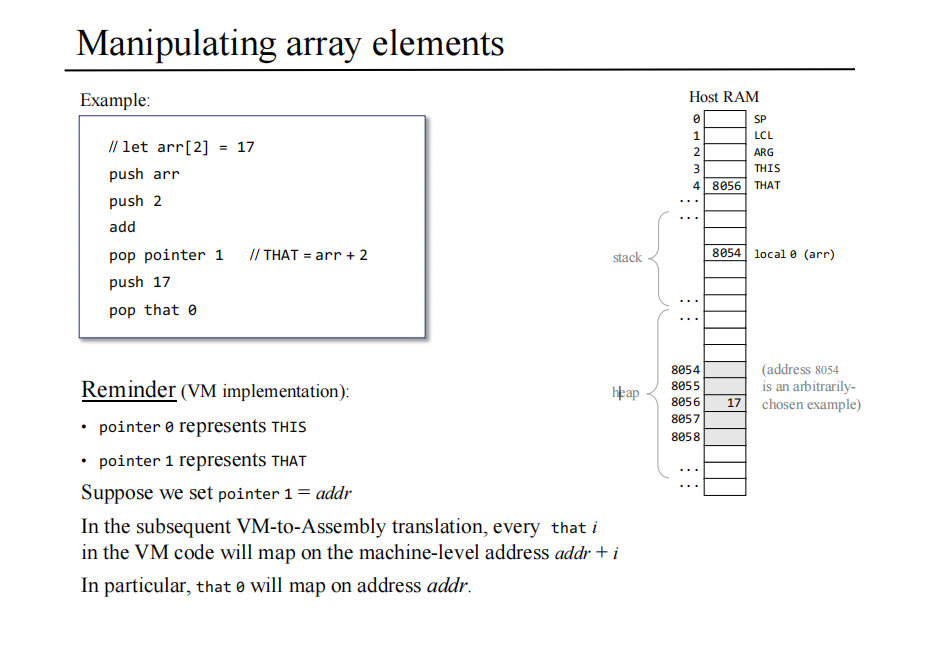 Manipulating array elements
Example:
// let arr[2] = 17
push arr
push 2
add
pop pointer 1 // THAT = arr + 2
push 17
pop that 0
Reminder (VM implementation):
• pointer 0 represents THIS
• pointer 1 represents THAT
Suppose we set pointer 1 = addr
In the subsequent VM-to-Assembly translation, every that i
in the VM code will map on the machine-level address addr + i
In particular, that 0 will map on address addr.
Host RAM
0 SP
1 LCL
2 ARG
3 THIS
4 8056 THAT
...
...
stack
8054 local 0 (arr)
...
...
heap
8054 (address 8054
8055 is an arbitrarily-
8056 17 chosen example)
8057
8058
...
...